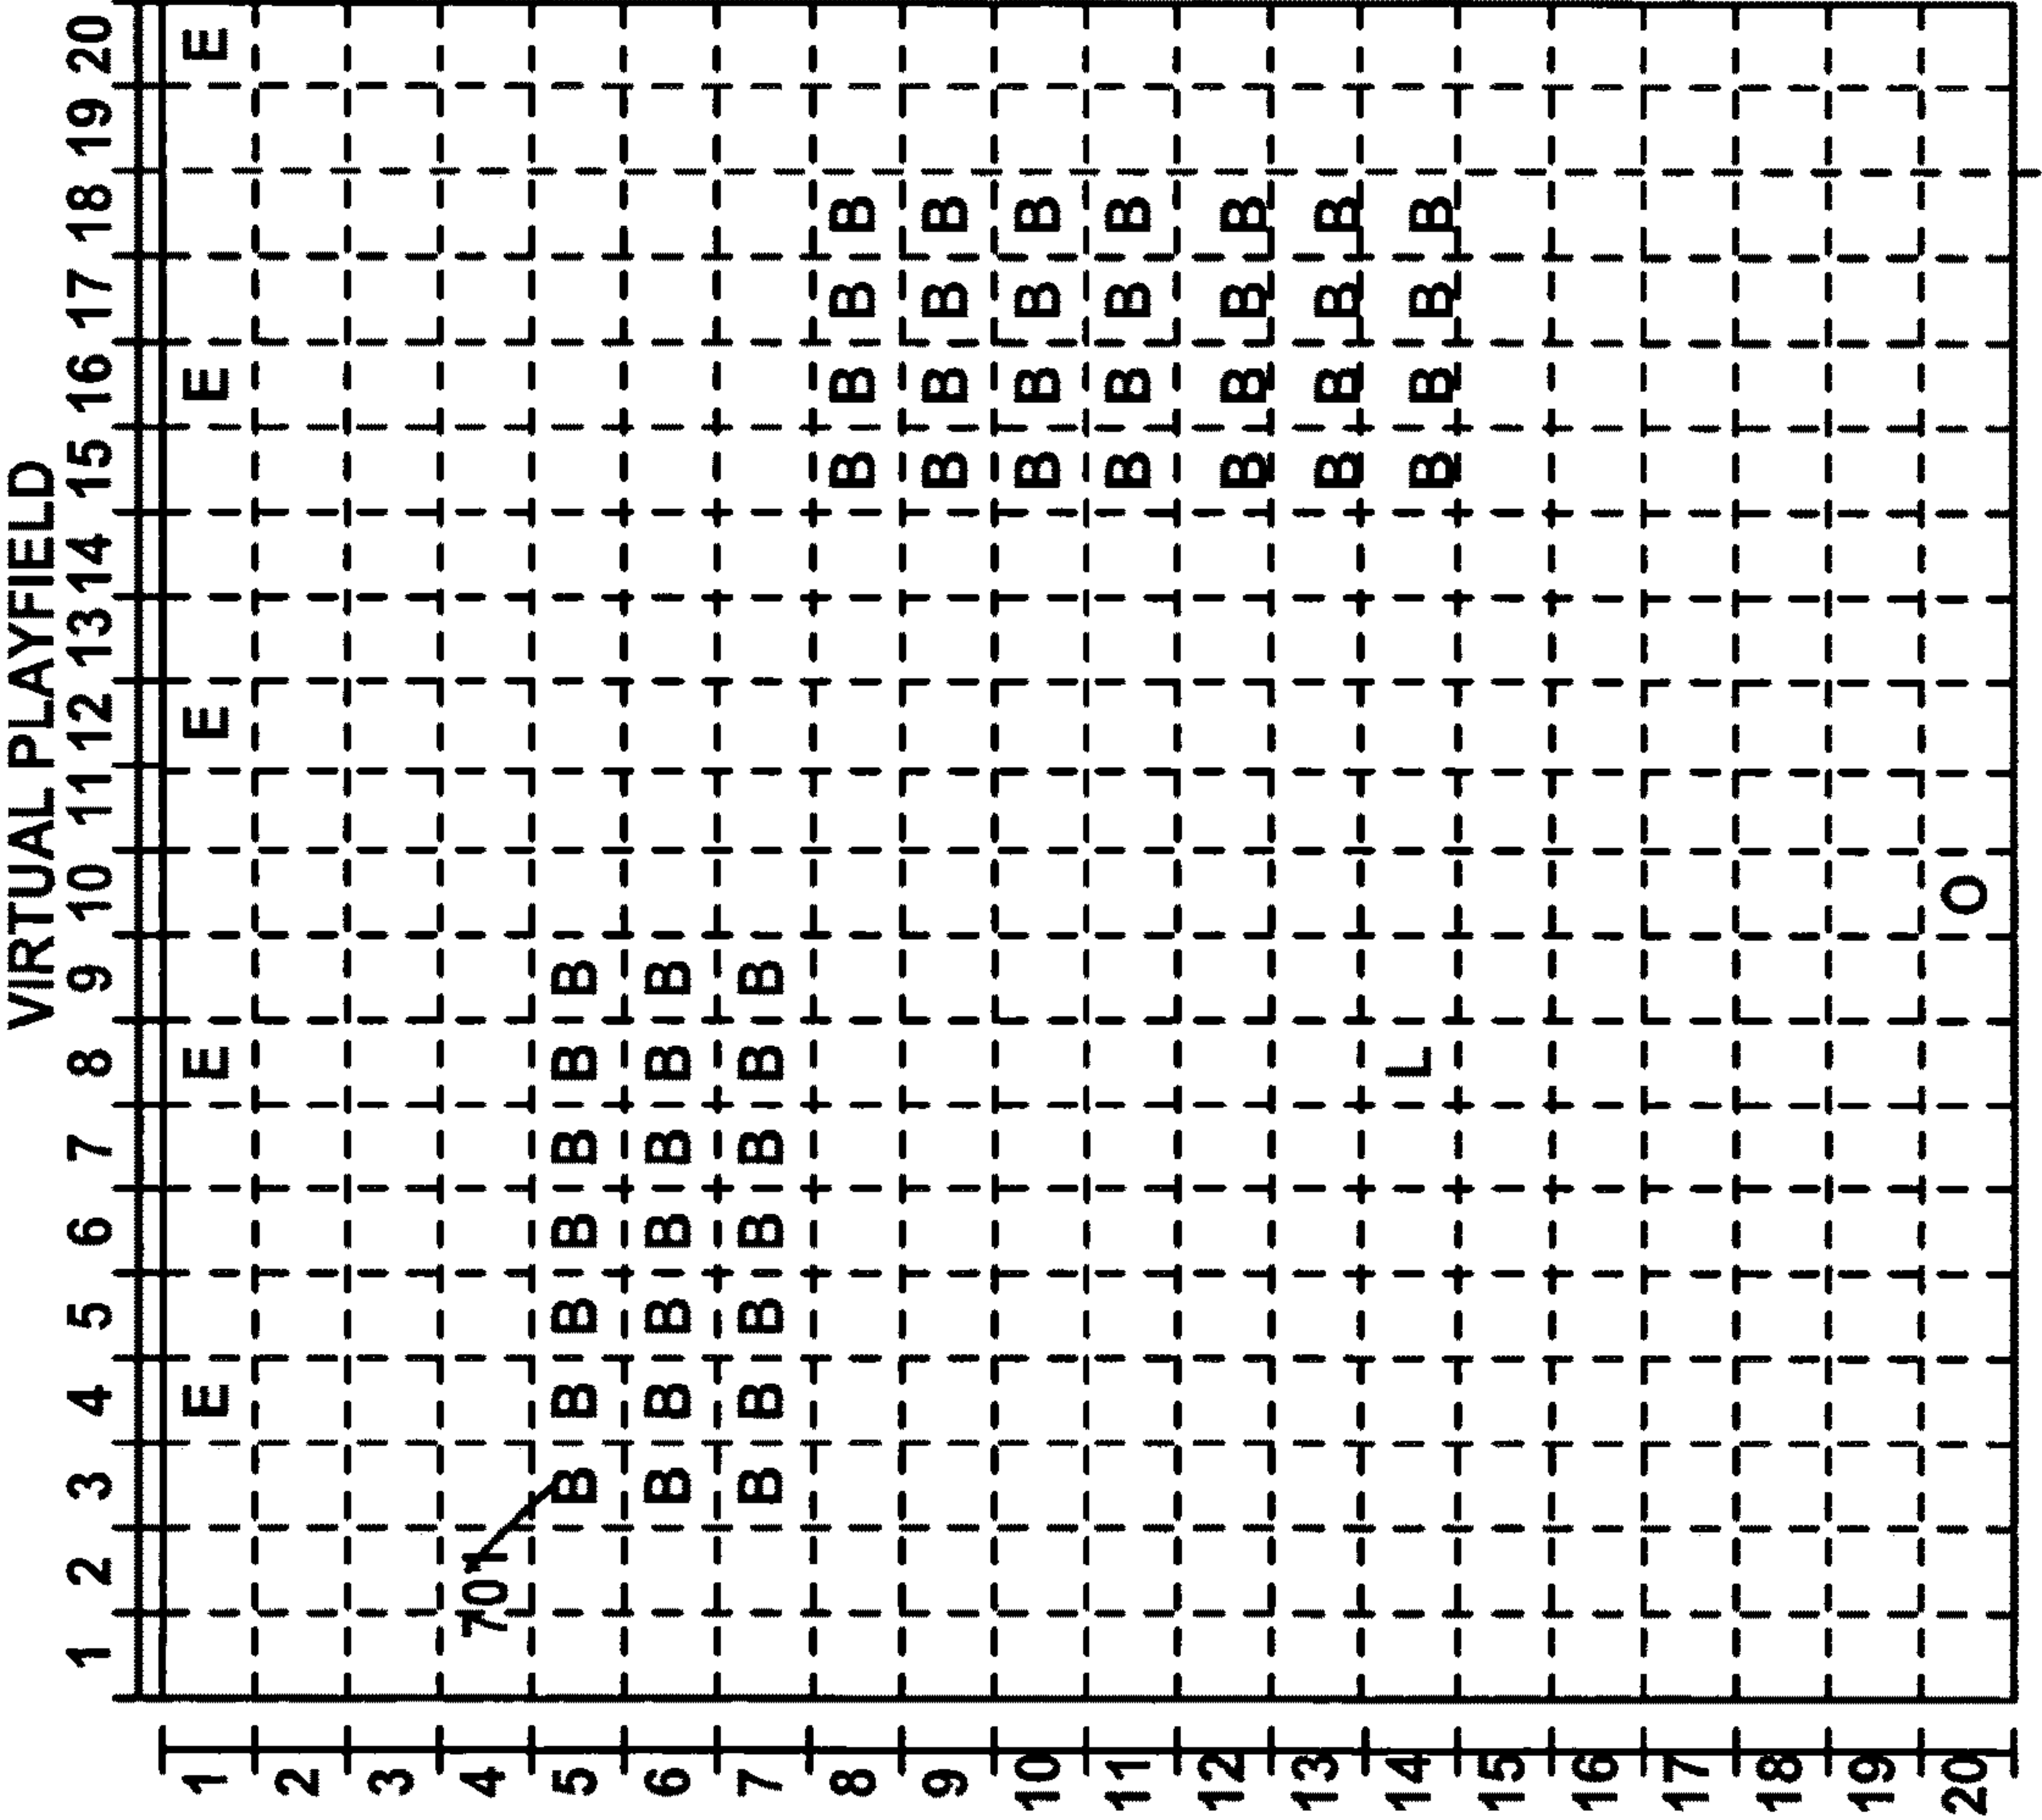 VIRTUAL PLAYFIELD
1 2 3 4 5 6 7 8 9 10 11 12 13 14 15 16 17 18 19 20
1 E E E E E
2
3
4 701
5 B B B B B B B
6 B B B B B B B
7 B B B B B B B
8 B B B B
9 B B B B
10 B B B B
11 B B B B
12 B B B B
13 B B B B
14 L B B B B
15
16
17
18
19
20 O